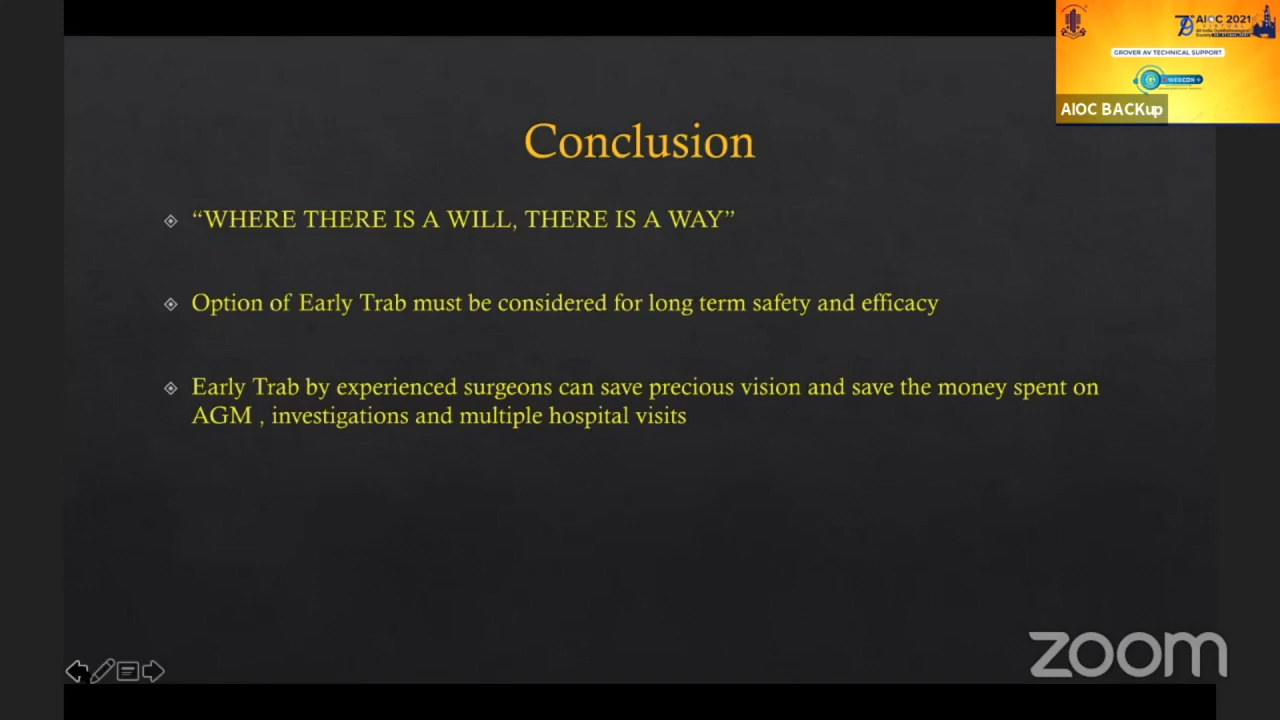 AIOC 2021
GROVER AV TECHNICAL SUPPORT
AIOC BACKup
Conclusion
“WHERE THERE IS A WILL, THERE IS A WAY”
Option of Early Trab must be considered for long term safety and efficacy
Early Trab by experienced surgeons can save precious vision and save the money spent on
AGM , investigations and multiple hospital visits
zoom